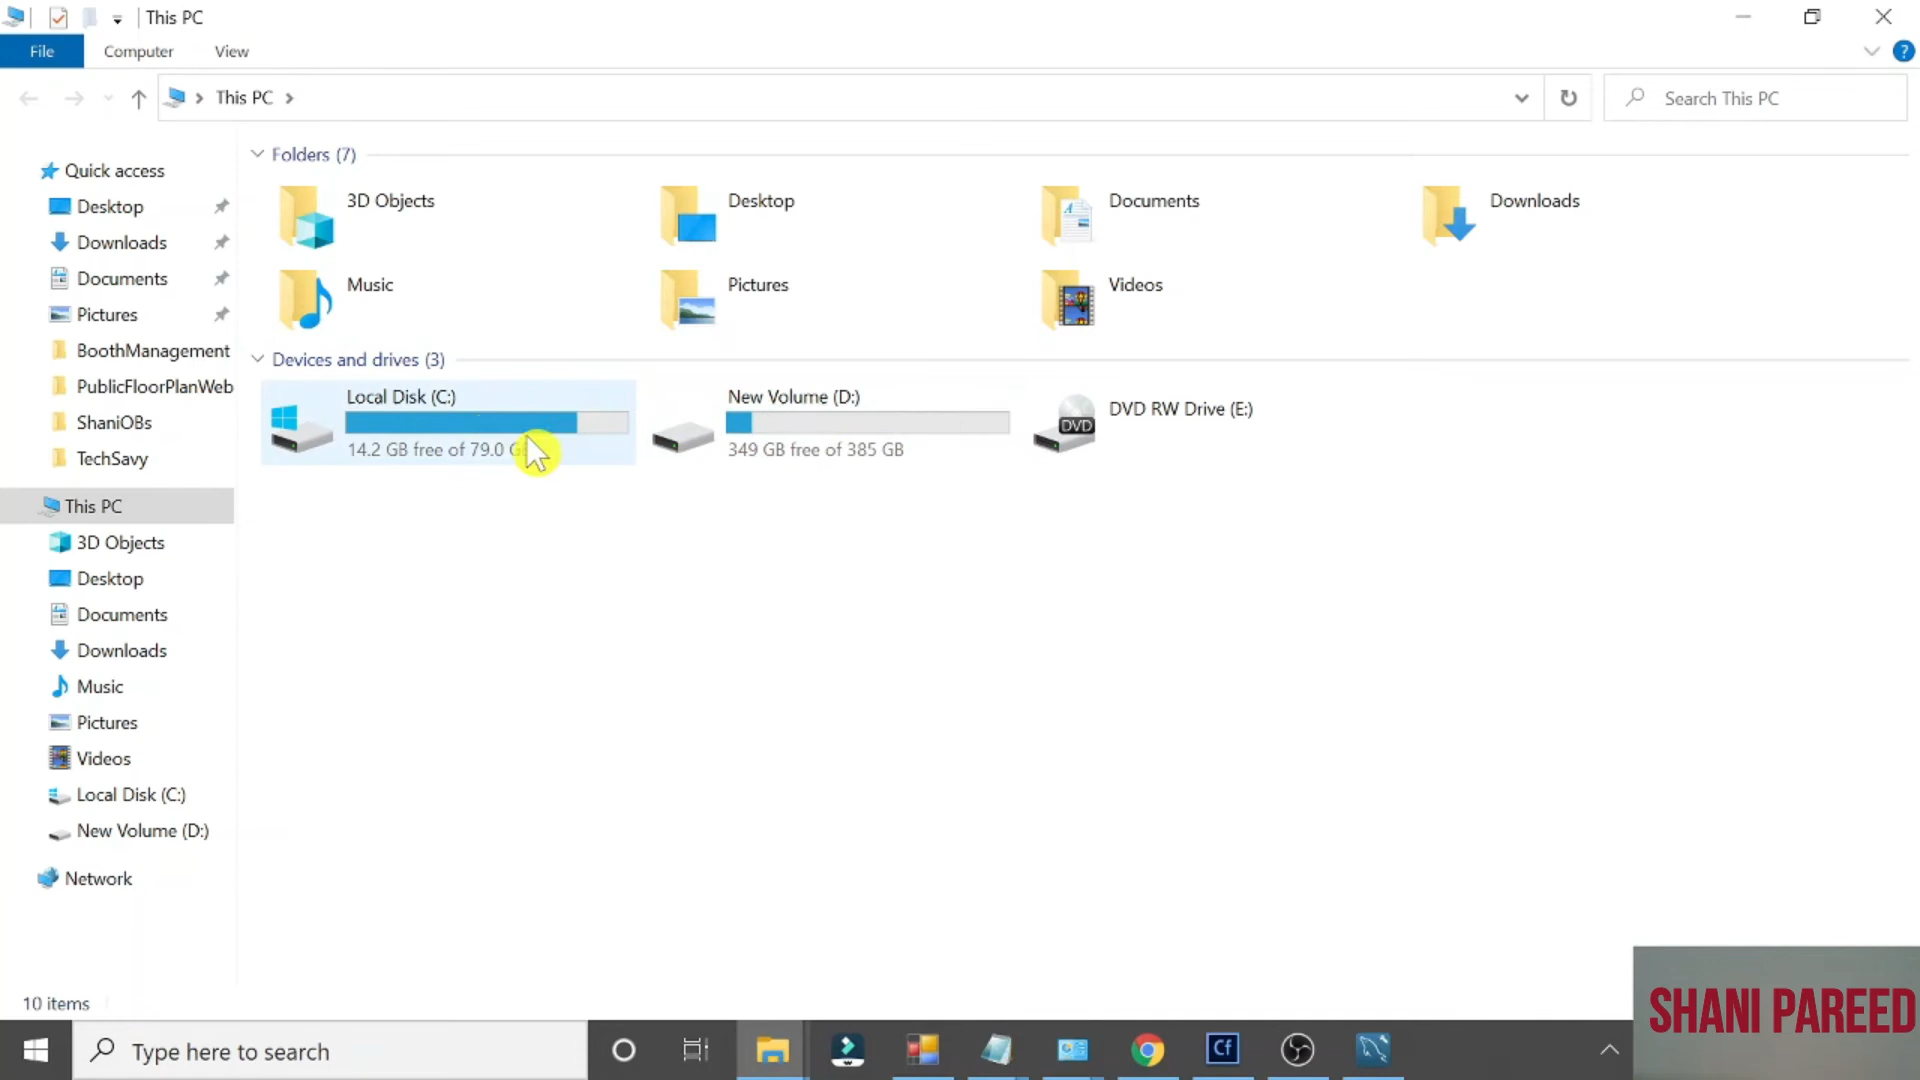 This PC
File Computer View
This PC
Search This PC
Quick access
Desktop
Downloads
Documents
Pictures
BoothManagement
PublicFloorPlanWeb
ShaniOBs
TechSavy
This PC
3D Objects
Desktop
Documents
Downloads
Music
Pictures
Videos
Local Disk (C:)
New Volume (D:)
Network
Folders (7)
3D Objects
Desktop
Documents
Downloads
Music
Pictures
Videos
Devices and drives (3)
Local Disk (C:)
14.2 GB free of 79.0 GB
New Volume (D:)
349 GB free of 385 GB
DVD
DVD RW Drive (E:)
10 items
Type here to search
Cf
SHANI PAREED